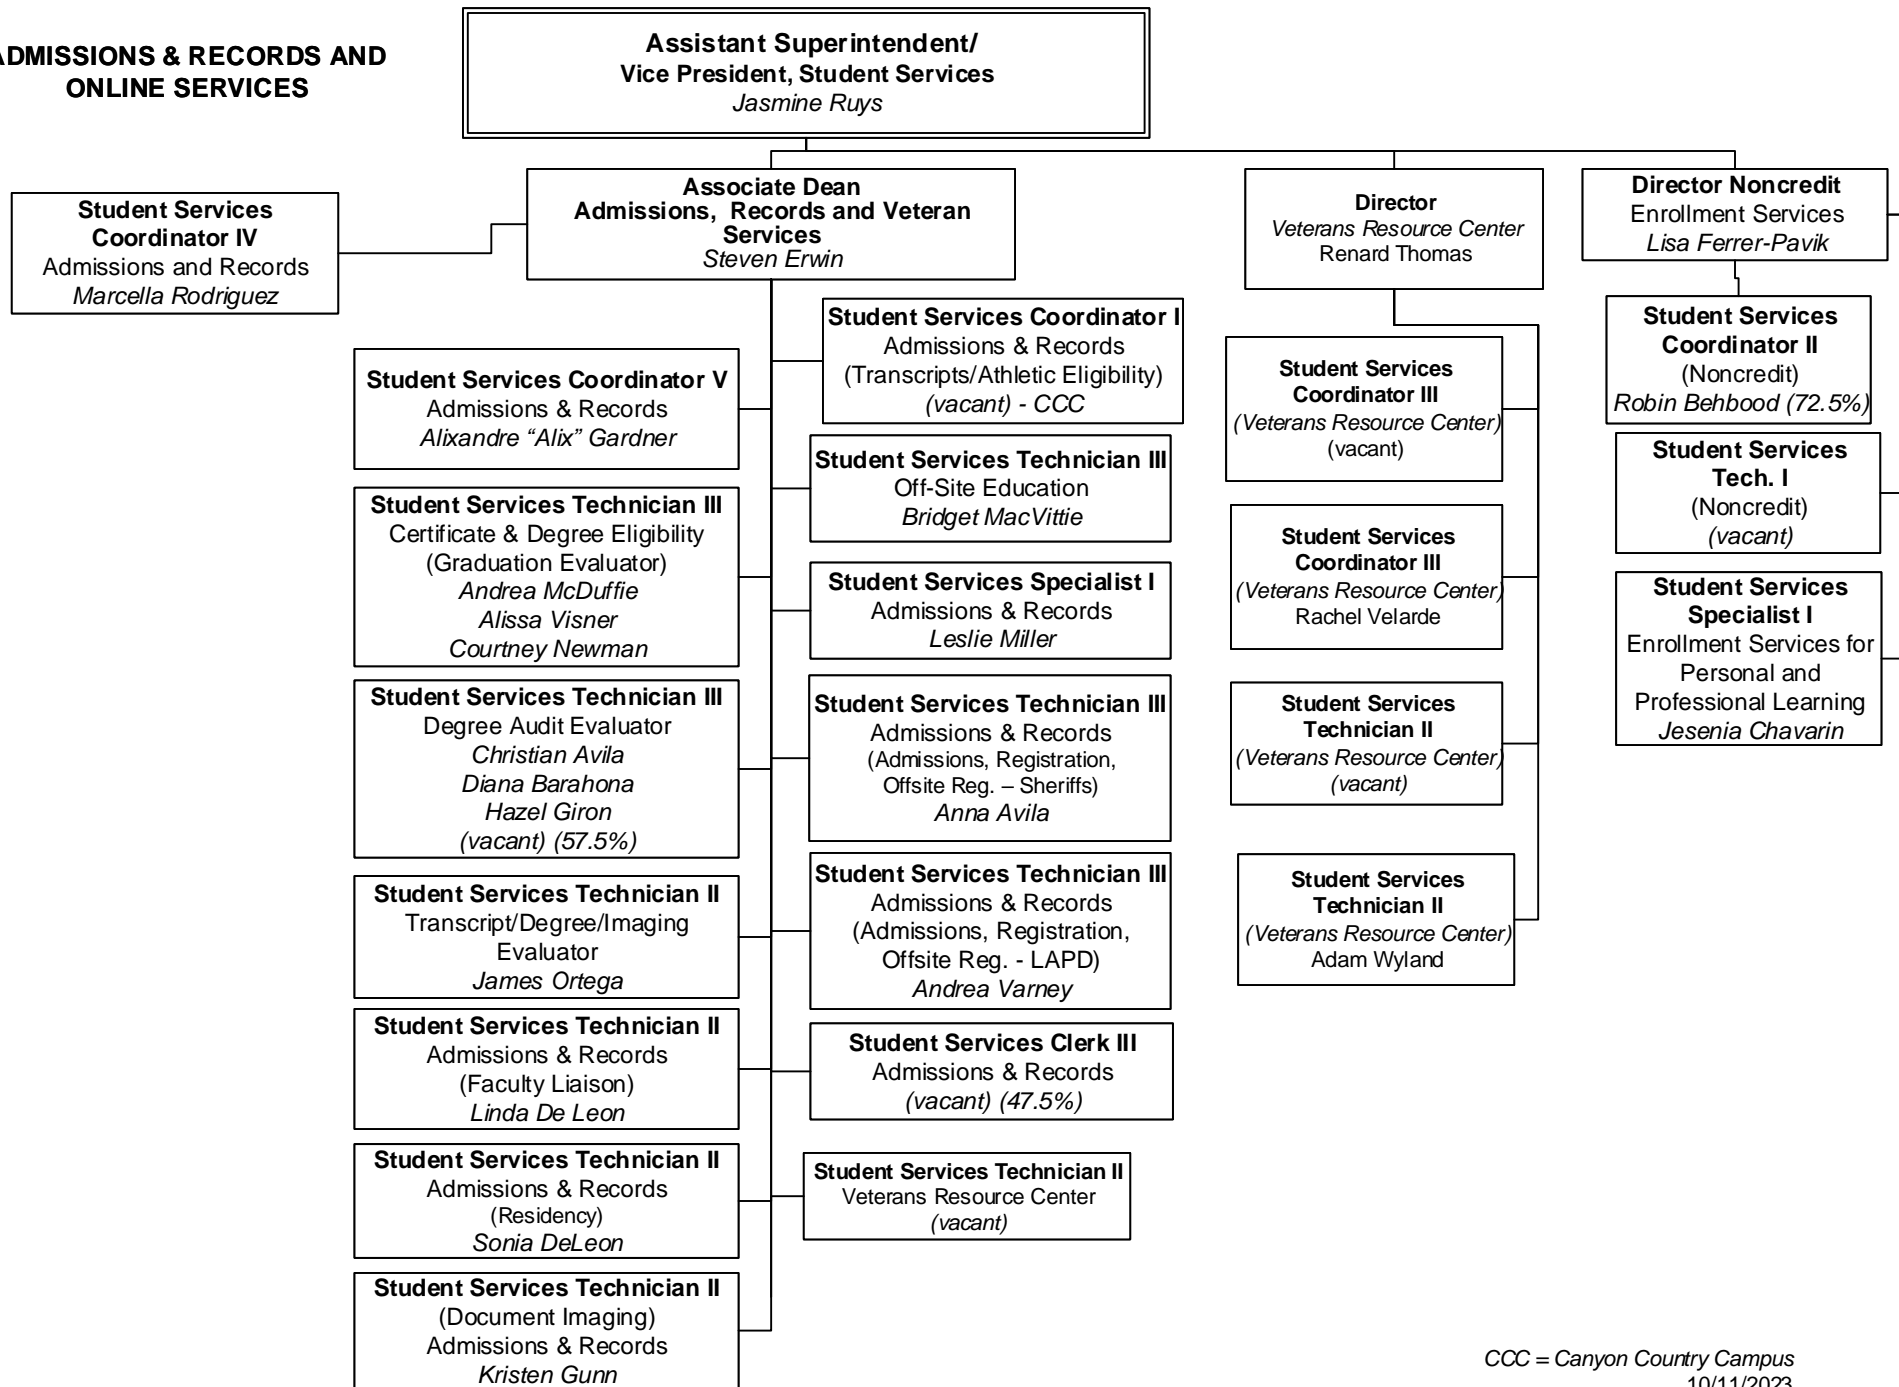 ADMISSIONS & RECORDS AND
ONLINE SERVICES
Assistant Superintendent/
Vice President, Student Services
Jasmine Ruys
Student Services
Coordinator IV
Admissions and Records
Marcella Rodriguez
Associate Dean
Admissions, Records and Veteran
Services
Steven Erwin
Director
Veterans Resource Center
Renard Thomas
Director Noncredit
Enrollment Services
Lisa Ferrer-Pavik
Student Services Coordinator V
Admissions & Records
Alixandre “Alix” Gardner
Student Services Technician III
Certificate & Degree Eligibility
(Graduation Evaluator)
Andrea McDuffie
Alissa Visner
Courtney Newman
Student Services Technician III
Degree Audit Evaluator
Christian Avila
Diana Barahona
Hazel Giron
(vacant) (57.5%)
Student Services Technician II
Transcript/Degree/Imaging
Evaluator
James Ortega
Student Services Technician II
Admissions & Records
(Faculty Liaison)
Linda De Leon
Student Services Technician II
Admissions & Records
(Residency)
Sonia DeLeon
Student Services Technician II
(Document Imaging)
Admissions & Records
Kristen Gunn
Student Services Coordinator I
Admissions & Records
(Transcripts/Athletic Eligibility)
(vacant) - CCC
Student Services Technician III
Off-Site Education
Bridget MacVittie
Student Services Specialist I
Admissions & Records
Leslie Miller
Student Services Technician III
Admissions & Records
(Admissions, Registration,
Offsite Reg. – Sheriffs)
Anna Avila
Student Services Technician III
Admissions & Records
(Admissions, Registration,
Offsite Reg. - LAPD)
Andrea Varney
Student Services Clerk III
Admissions & Records
(vacant) (47.5%)
Student Services Technician II
Veterans Resource Center
(vacant)
Student Services
Coordinator III
(Veterans Resource Center)
(vacant)
Student Services
Coordinator III
(Veterans Resource Center)
Rachel Velarde
Student Services
Technician II
(Veterans Resource Center)
(vacant)
Student Services
Technician II
(Veterans Resource Center)
Adam Wyland
Student Services
Coordinator II
(Noncredit)
Robin Behbood (72.5%)
Student Services
Tech. I
(Noncredit)
(vacant)
Student Services
Specialist I
Enrollment Services for
Personal and
Professional Learning
Jesenia Chavarin
CCC = Canyon Country Campus
10/11/2023